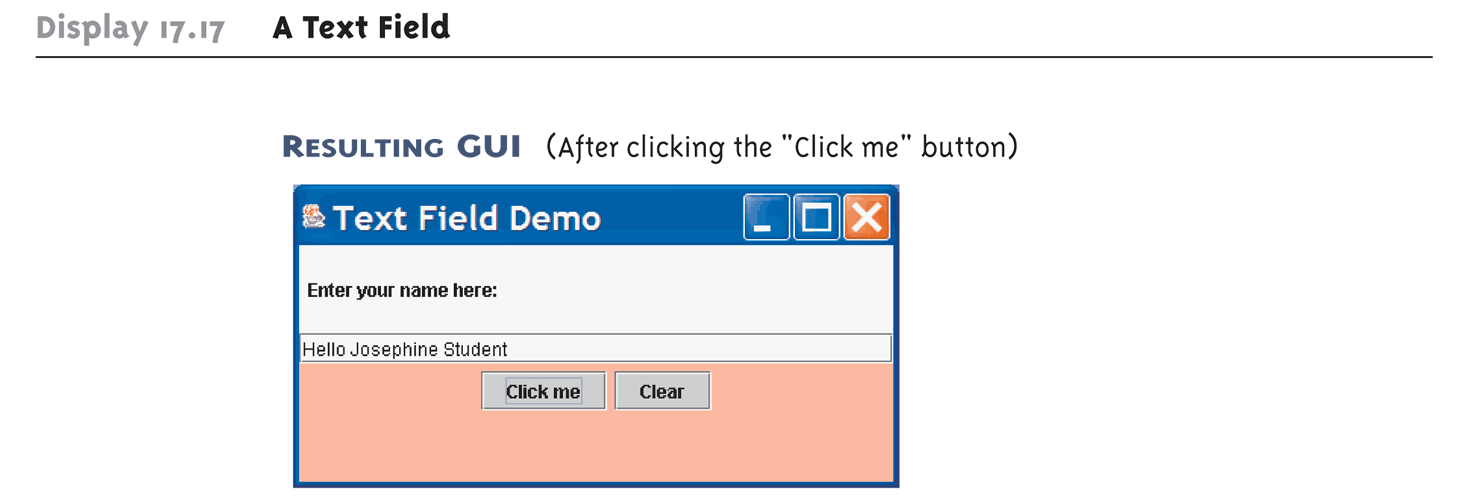 Display 17.17 A Text Field
RESULTING GUI (After clicking the "Click me" button)
Text Field Demo
Enter your name here:
Hello Josephine Student
Click me Clear